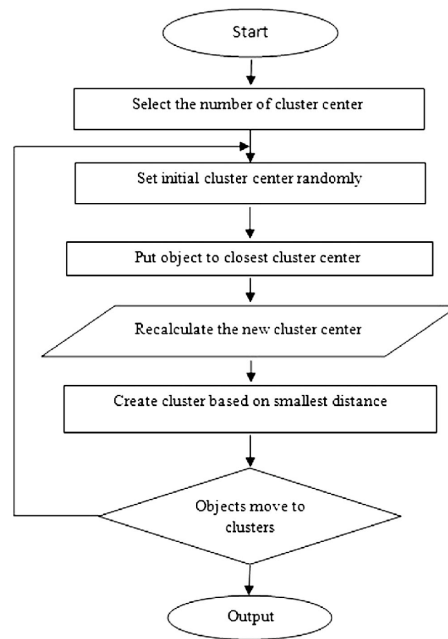 Start
Select the number of cluster center
Set initial cluster center randomly
Put object to closest cluster center
Recalculate the new cluster center
Create cluster based on smallest distance
Objects move to
clusters
Output